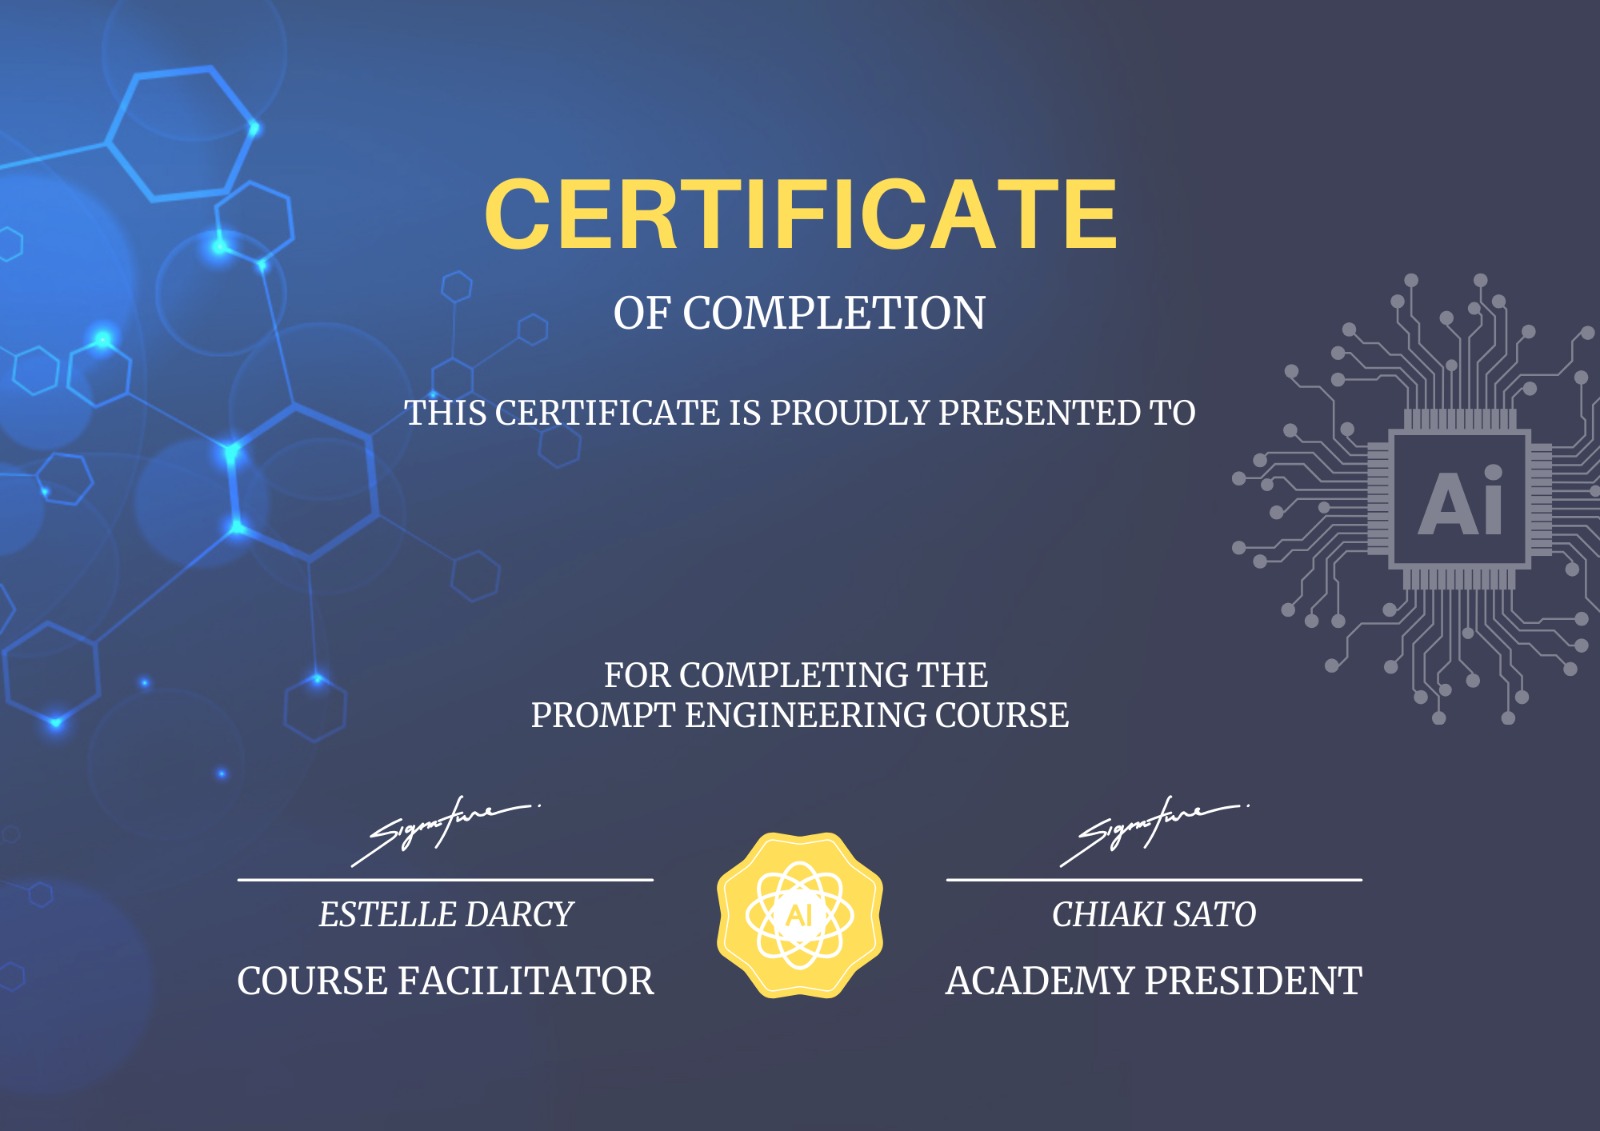 CERTIFICATE
OF COMPLETION
THIS CERTIFICATE IS PROUDLY PRESENTED TO
Ai
FOR COMPLETING THE
PROMPT ENGINEERING COURSE
Signature
Signature
ESTELLE DARCY
AI
CHIAKI SATO
COURSE FACILITATOR
ACADEMY PRESIDENT